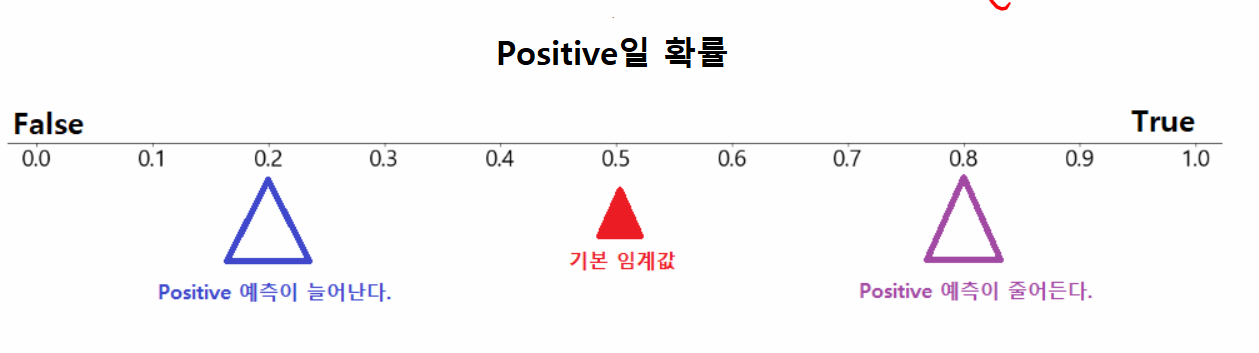 Positive일 확률
False
True
0.0 0.1 0.2 0.3 0.4 0.5 0.6 0.7 0.8 0.9 1.0
기본 임계값
Positive 예측이 늘어난다.
Positive 예측이 줄어든다.